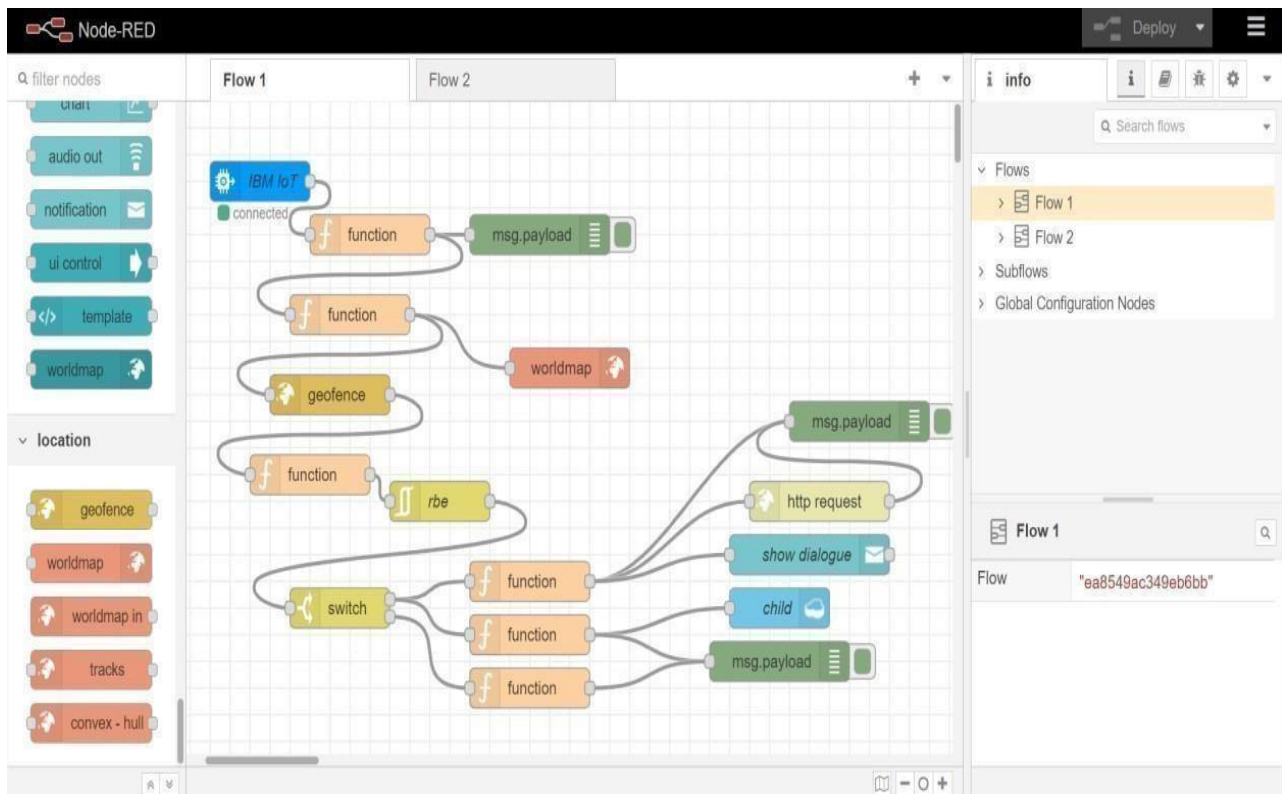 Node-RED
Deploy
filter nodes
Flow 1
Flow 2
info
i
chart
audio out
notification
ui control
template
worldmap
location
geofence
worldmap
worldmap in
tracks
convex - hull
IBM IoT
connected
function
msg.payload
function
worldmap
geofence
msg.payload
function
rbe
http request
show dialogue
switch
function
child
function
msg.payload
function
Search flows
Flows
Flow 1
Flow 2
Subflows
Global Configuration Nodes
Flow 1
Flow
"ea8549ac349eb6bb"